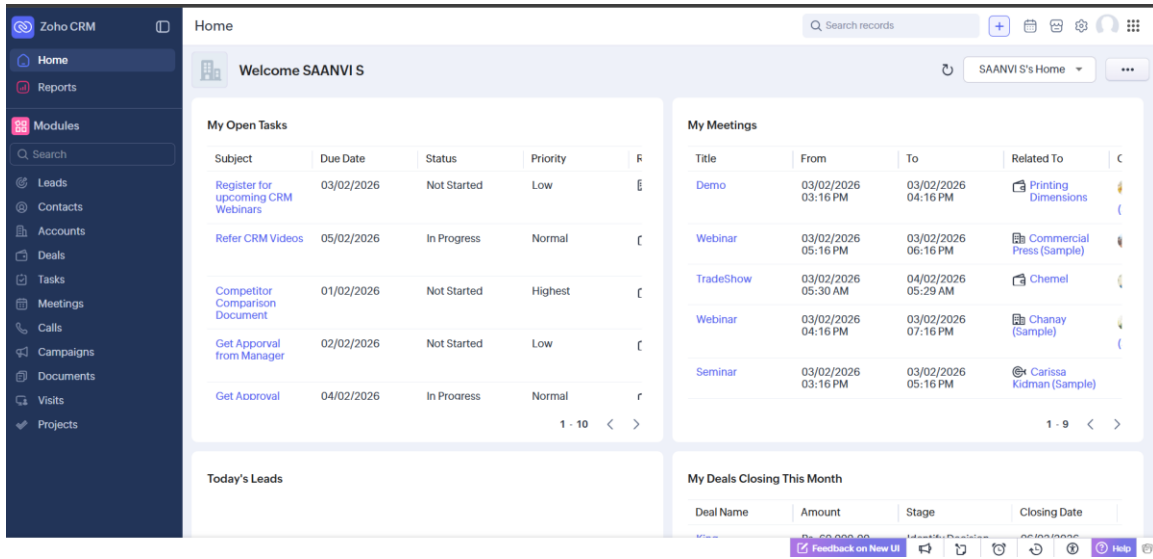 Zoho CRM
Home
Search records
Home
Reports
Modules
Search
Leads
Contacts
Accounts
Deals
Tasks
Meetings
Calls
Campaigns
Documents
Visits
Projects
Welcome SAANVI S
SAANVI S's Home
My Open Tasks
Subject Due Date Status Priority
Register for 03/02/2026 Not Started Low
upcoming CRM
Webinars
Refer CRM Videos 05/02/2026 In Progress Normal
Competitor 01/02/2026 Not Started Highest
Comparison
Document
Get Apporval 02/02/2026 Not Started Low
from Manager
Get Approval 04/02/2026 In Progress Normal
1 - 10
My Meetings
Title From To Related To
Demo 03/02/2026 03/02/2026 Printing
03:16 PM 04:16 PM Dimensions
Webinar 03/02/2026 03/02/2026 Commercial
05:16 PM 06:16 PM Press (Sample)
TradeShow 03/02/2026 04/02/2026 Chemel
05:30 AM 05:29 AM
Webinar 03/02/2026 03/02/2026 Chanay
04:16 PM 07:16 PM (Sample)
Seminar 03/02/2026 03/02/2026 Carissa
03:16 PM 05:16 PM Kidman (Sample)
1 - 9
Today's Leads
My Deals Closing This Month
Deal Name Amount Stage Closing Date
Feedback on New UI
Help